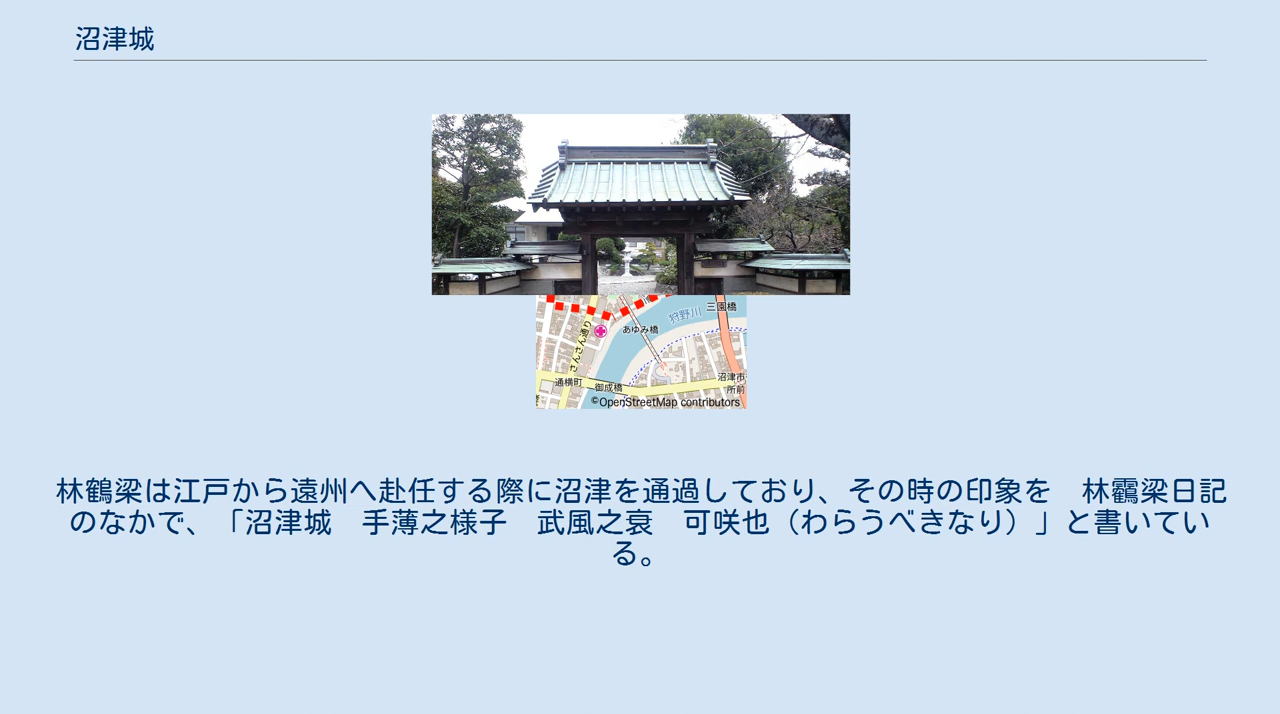 沼津城
狩野川
三園橋
あゆみ橋
さんさん通り
通横町
御成橋
沼津市
所前
©OpenStreetMap contributors
林鶴梁は江戸から遠州へ赴任する際に沼津を通過しており、その時の印象を　林靍梁日記
のなかで、「沼津城　手薄之様子　武風之衰　可咲也（わらうべきなり）」と書いてい
る。